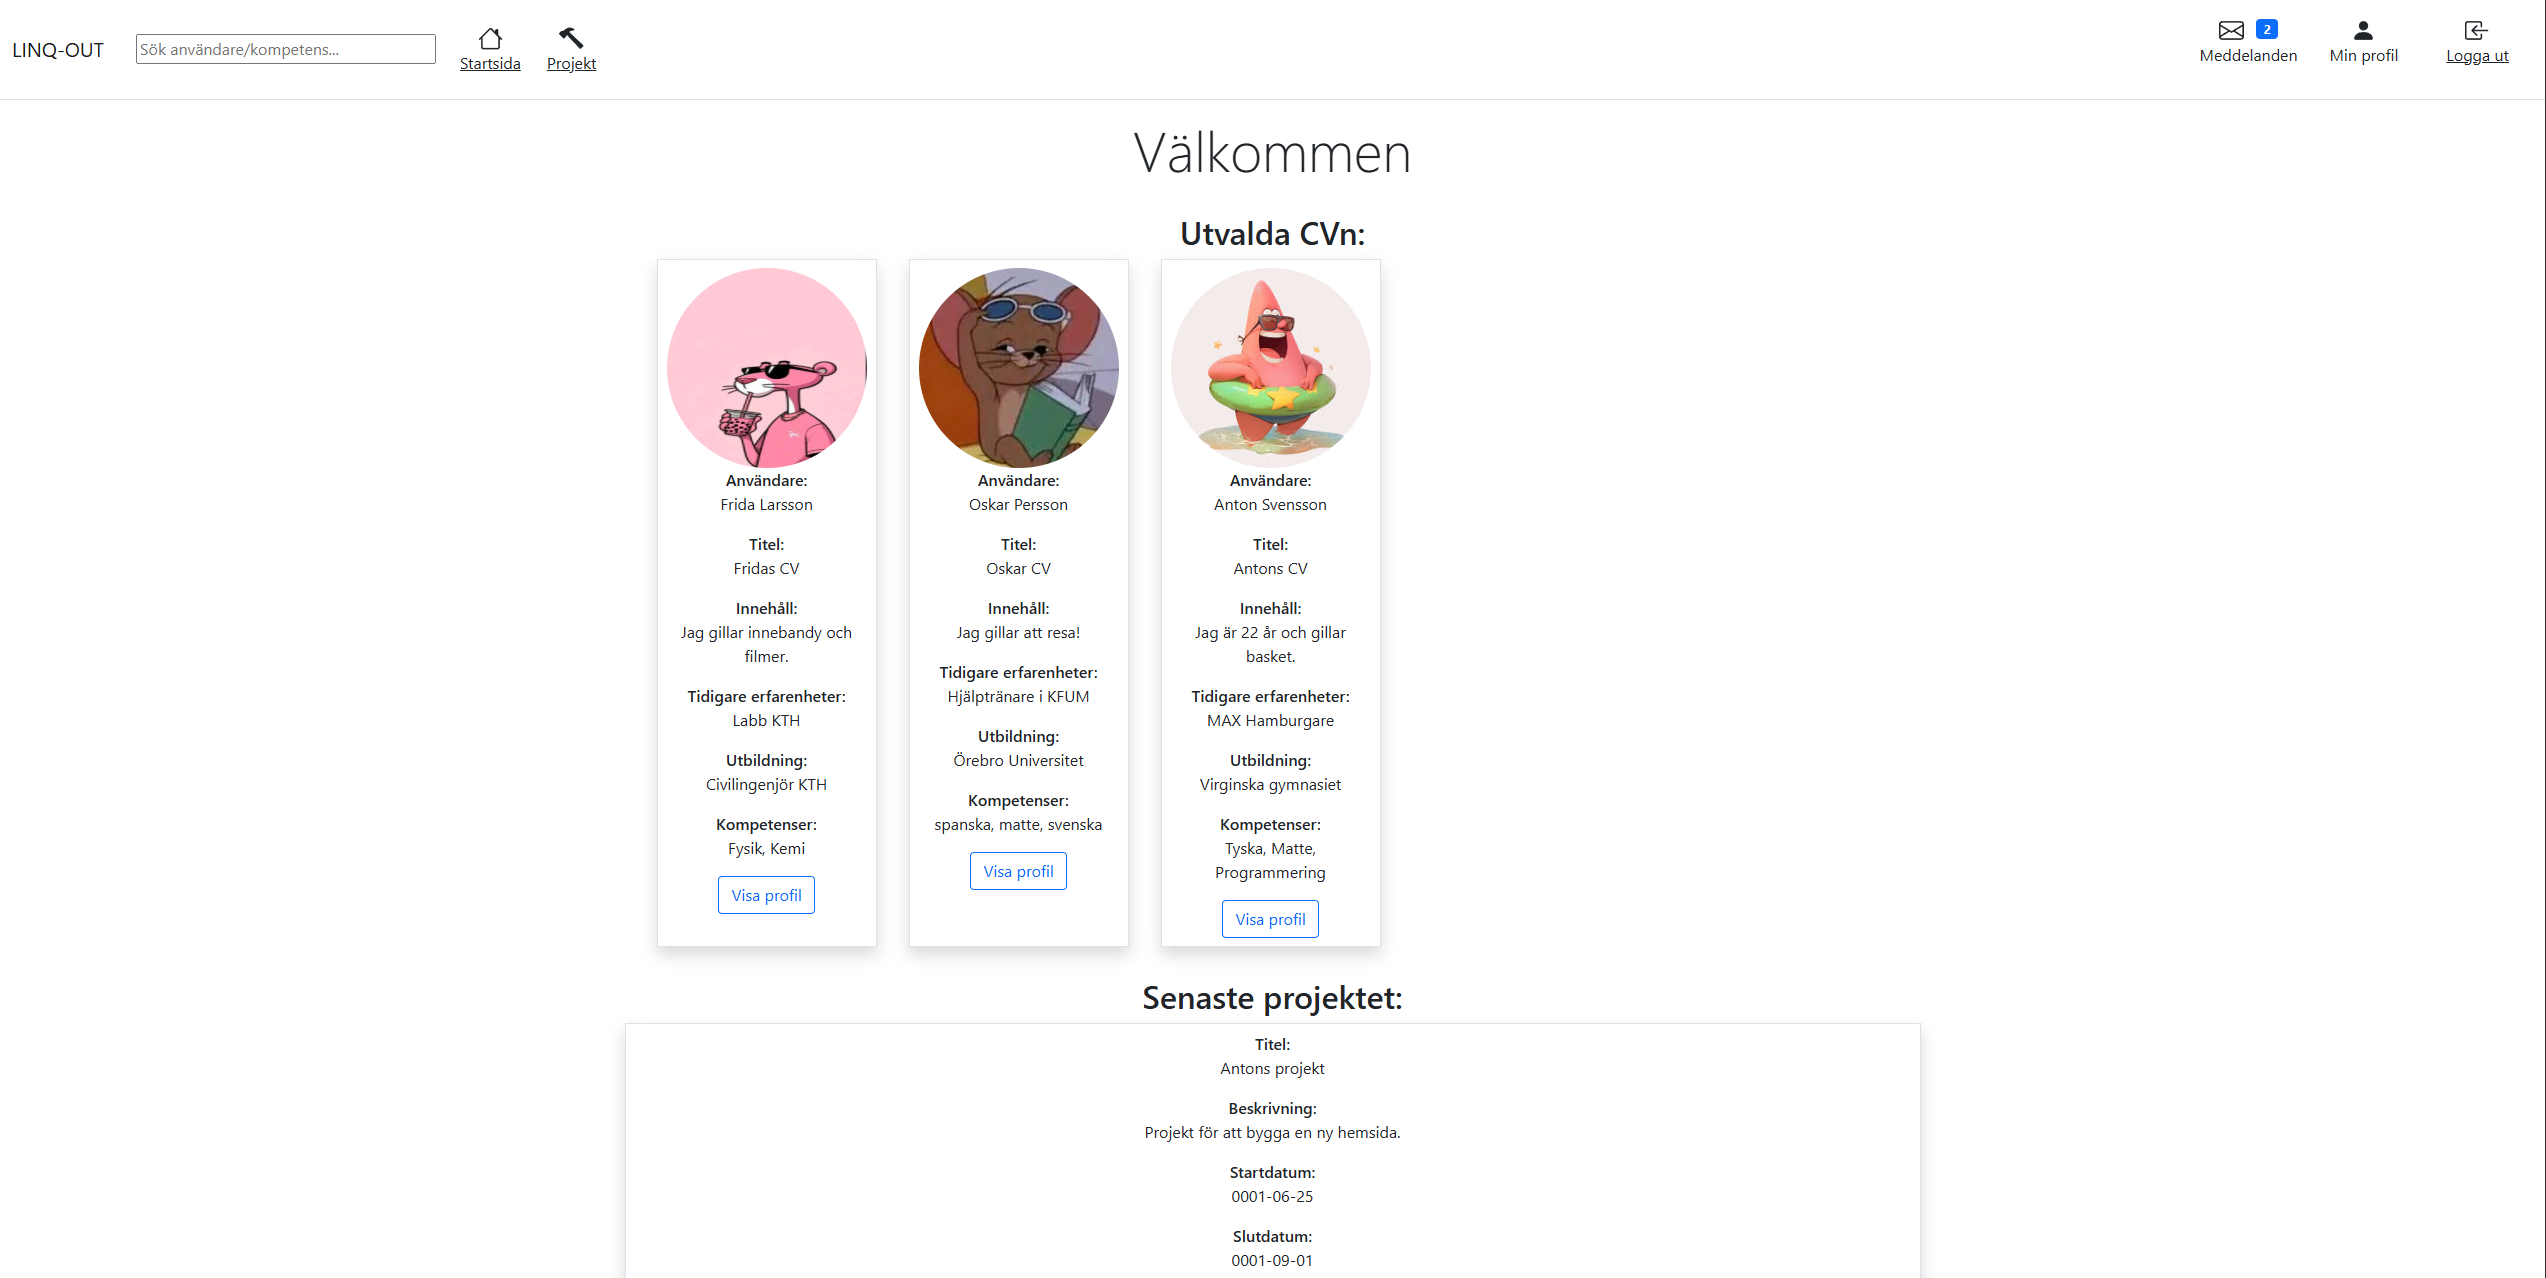 LINQ-OUT
Sök användare/kompetens...
Startsida
Projekt
2
Meddelanden
Min profil
Logga ut
Välkommen
Utvalda CVn:
Användare:
Frida Larsson
Titel:
Fridas CV
Innehåll:
Jag gillar innebandy och
filmer.
Tidigare erfarenheter:
Labb KTH
Utbildning:
Civilingenjör KTH
Kompetenser:
Fysik, Kemi
Visa profil
Användare:
Oskar Persson
Titel:
Oskar CV
Innehåll:
Jag gillar att resa!
Tidigare erfarenheter:
Hjälptränare i KFUM
Utbildning:
Örebro Universitet
Kompetenser:
spanska, matte, svenska
Visa profil
Användare:
Anton Svensson
Titel:
Antons CV
Innehåll:
Jag är 22 år och gillar
basket.
Tidigare erfarenheter:
MAX Hamburgare
Utbildning:
Virginska gymnasiet
Kompetenser:
Tyska, Matte,
Programmering
Visa profil
Senaste projektet:
Titel:
Antons projekt
Beskrivning:
Projekt för att bygga en ny hemsida.
Startdatum:
0001-06-25
Slutdatum:
0001-09-01